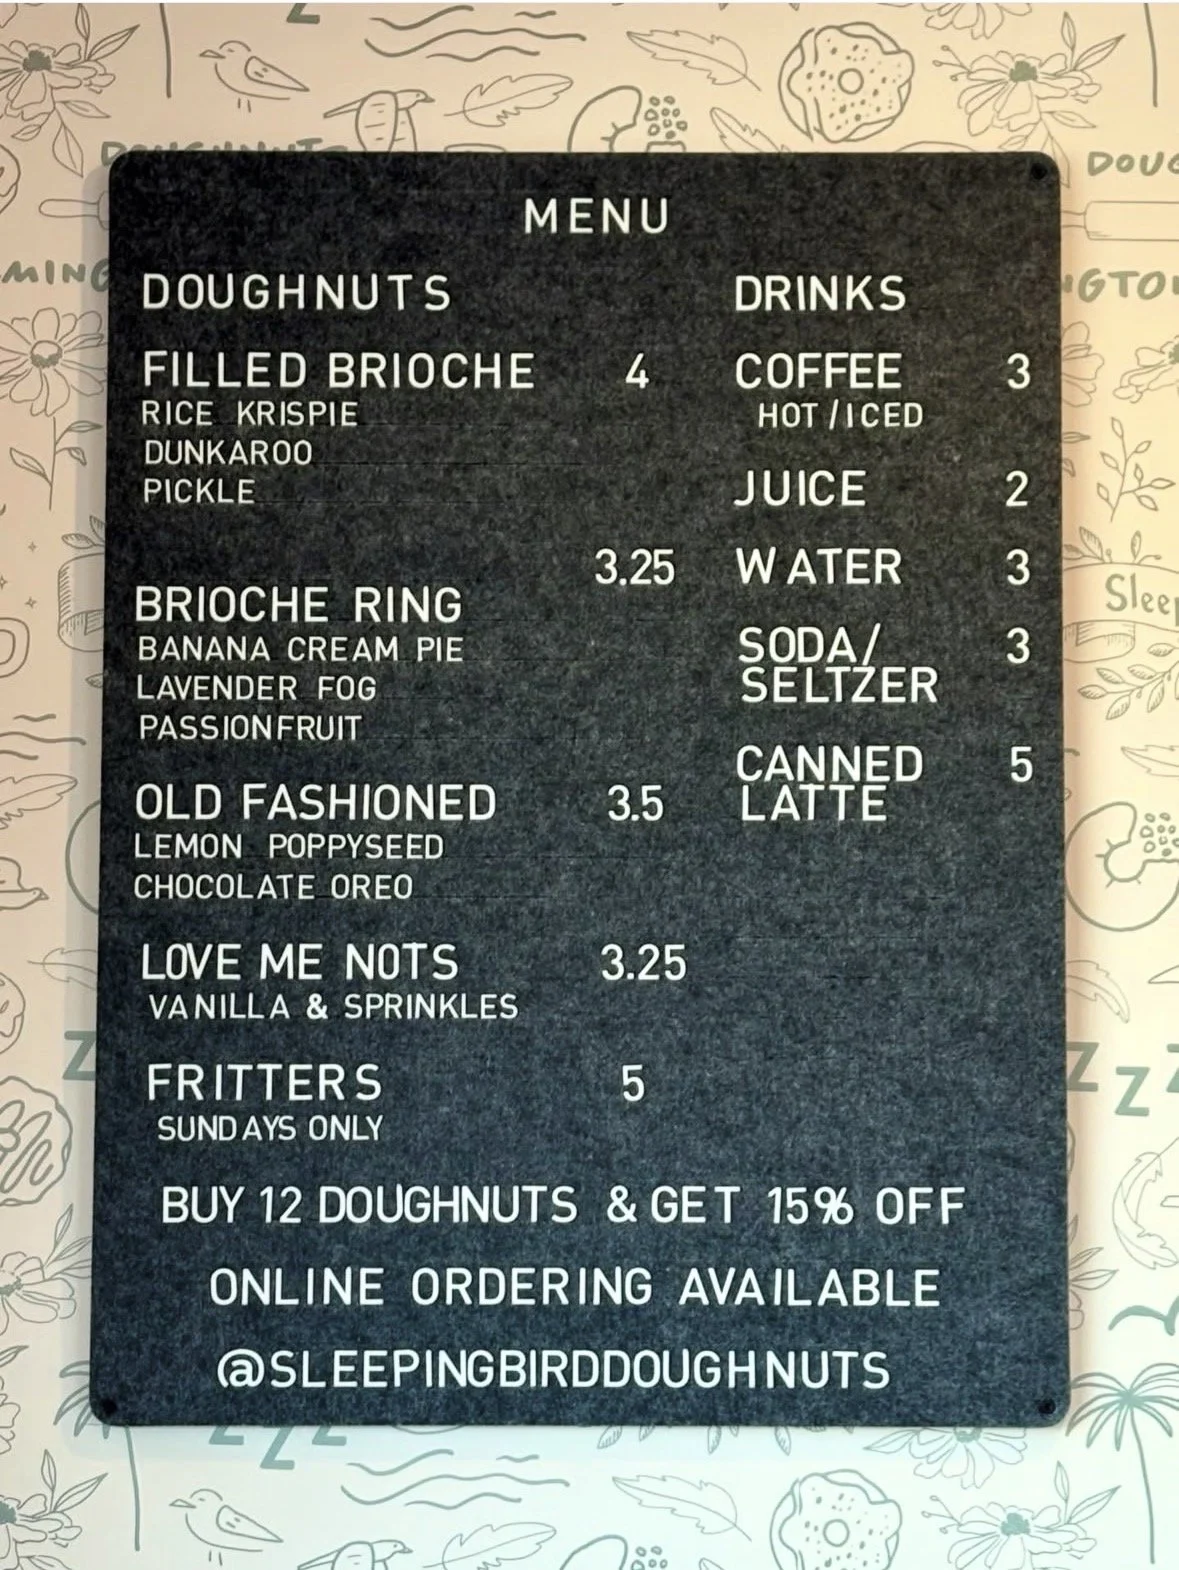 MENU
DOUGHNUTS
FILLED BRIOCHE 4
RICE KRISPIE
DUNKAROO
PICKLE
3.25
BRIOCHE RING
BANANA CREAM PIE
LAVENDER FOG
PASSIONFRUIT
OLD FASHIONED 3.5
LEMON POPPYSEED
CHOCOLATE OREO
LOVE ME NOTS 3.25
VANILLA & SPRINKLES
FRITTERS 5
SUNDAYS ONLY
DRINKS
COFFEE 3
HOT/ICED
JUICE 2
WATER 3
SODA/ 3
SELTZER
CANNED 5
LATTE
BUY 12 DOUGHNUTS & GET 15% OFF
ONLINE ORDERING AVAILABLE
@SLEEPINGBIRDDOUGHNUTS
DOUGHNUTS
Z
Z Z
Z Z Z